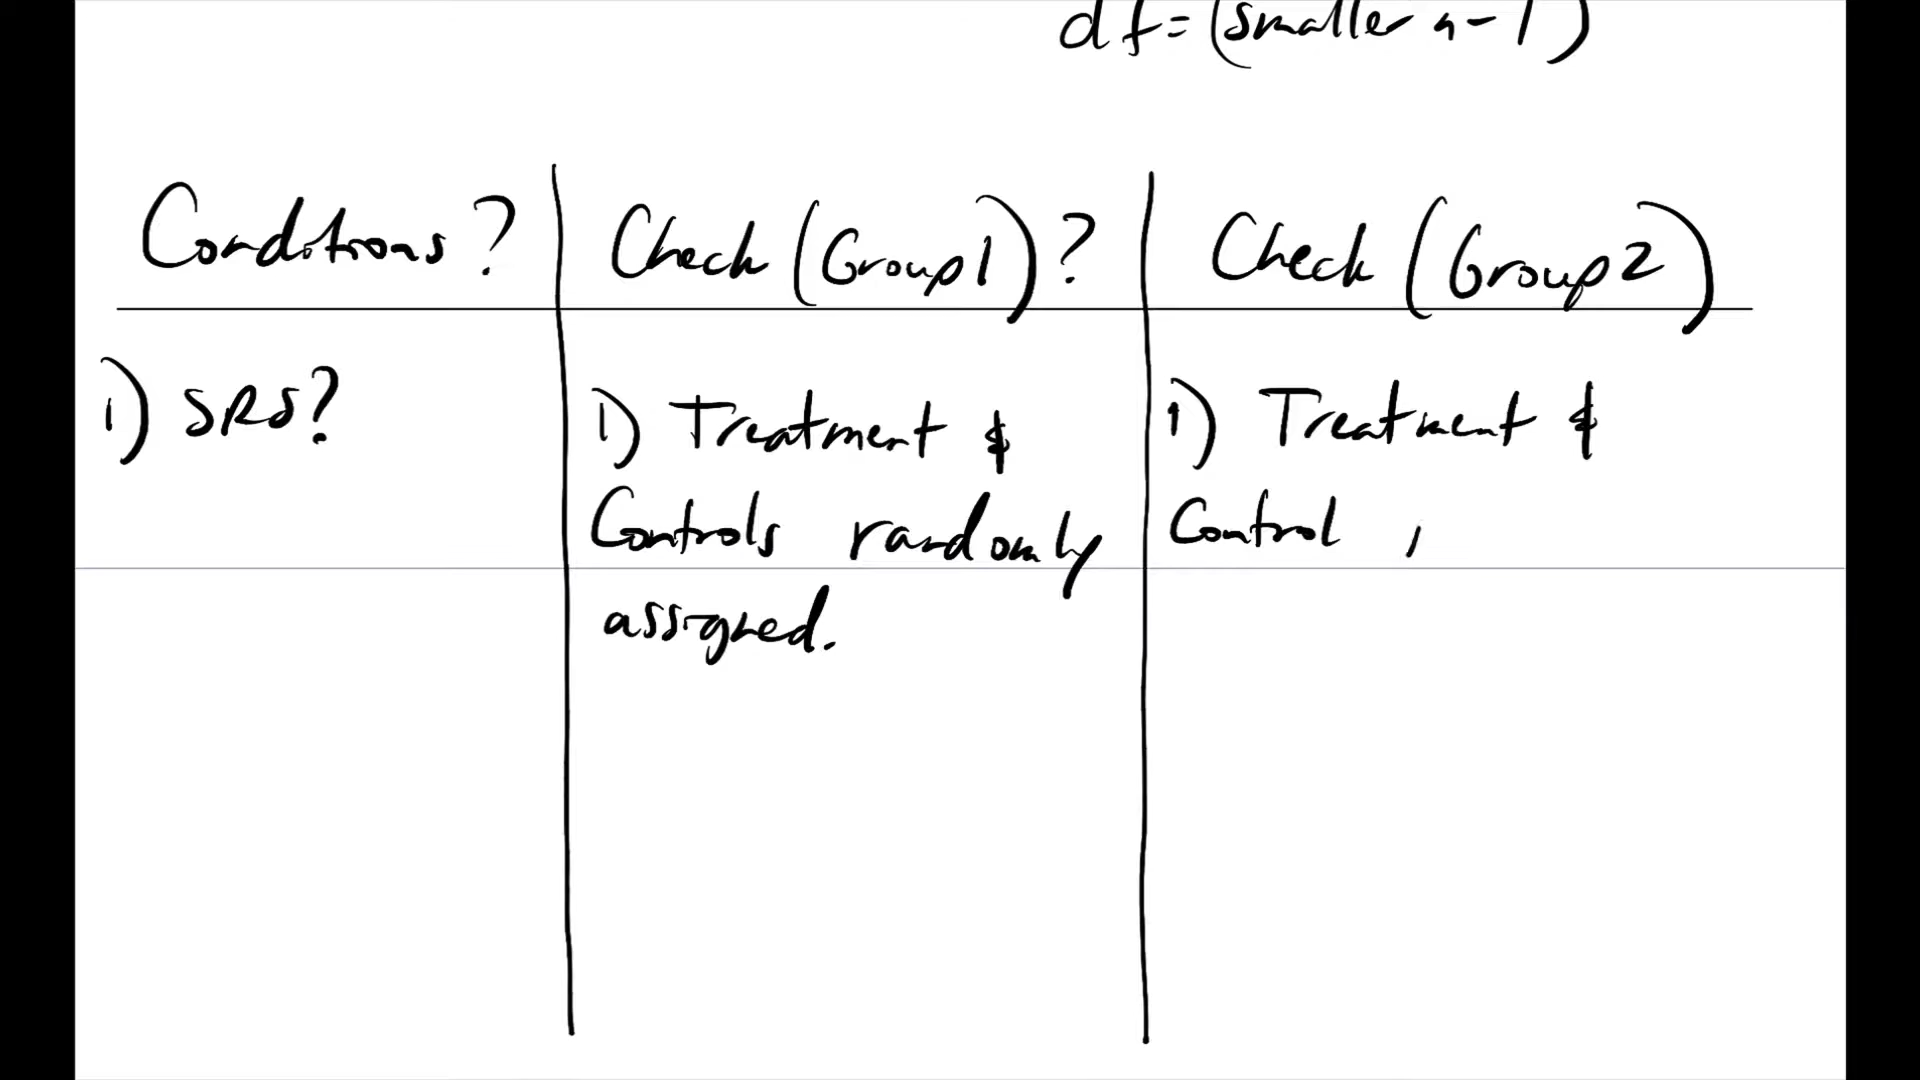 df=(smaller n-1)
Conditions? Check (Group 1)? Check (Group 2)
1) SRS? 1) Treatment & 1) Treatment &
Controls randomly Control
assigned.